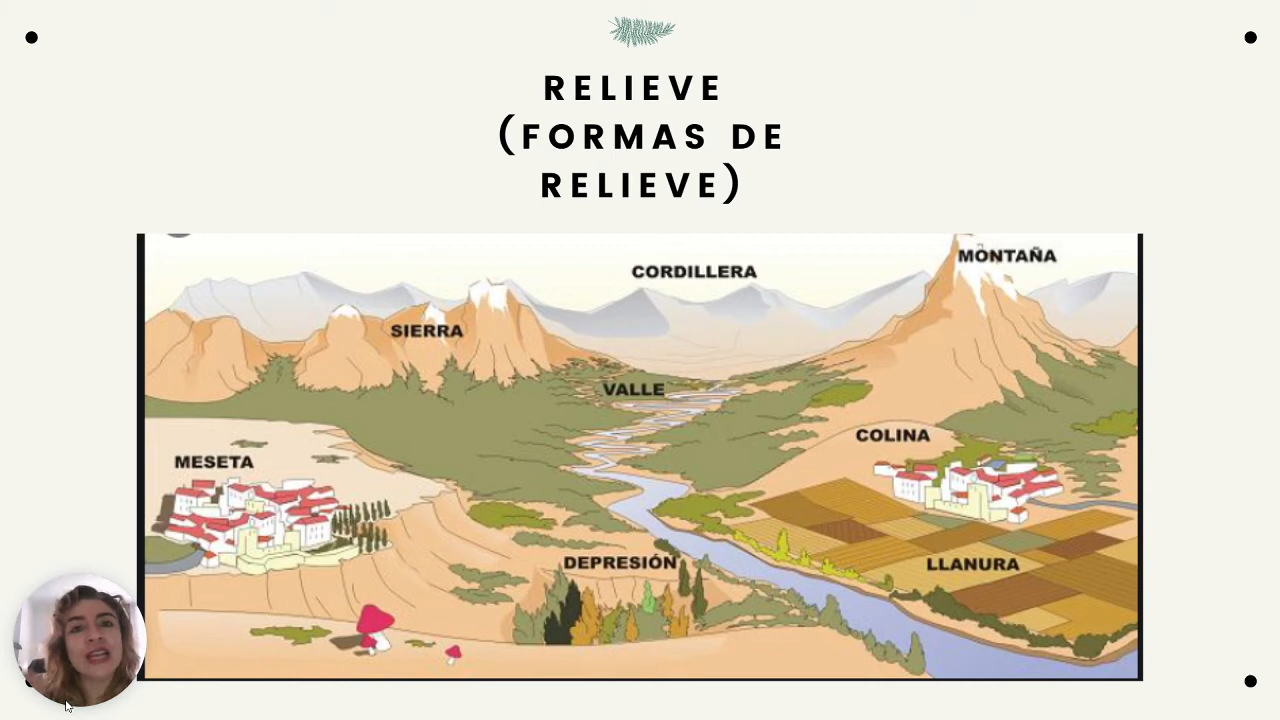 RELIEVE
(FORMAS DE
RELIEVE)
CORDILLERA
MONTAÑA
SIERRA
VALLE
COLINA
MESETA
DEPRESIÓN
LLANURA